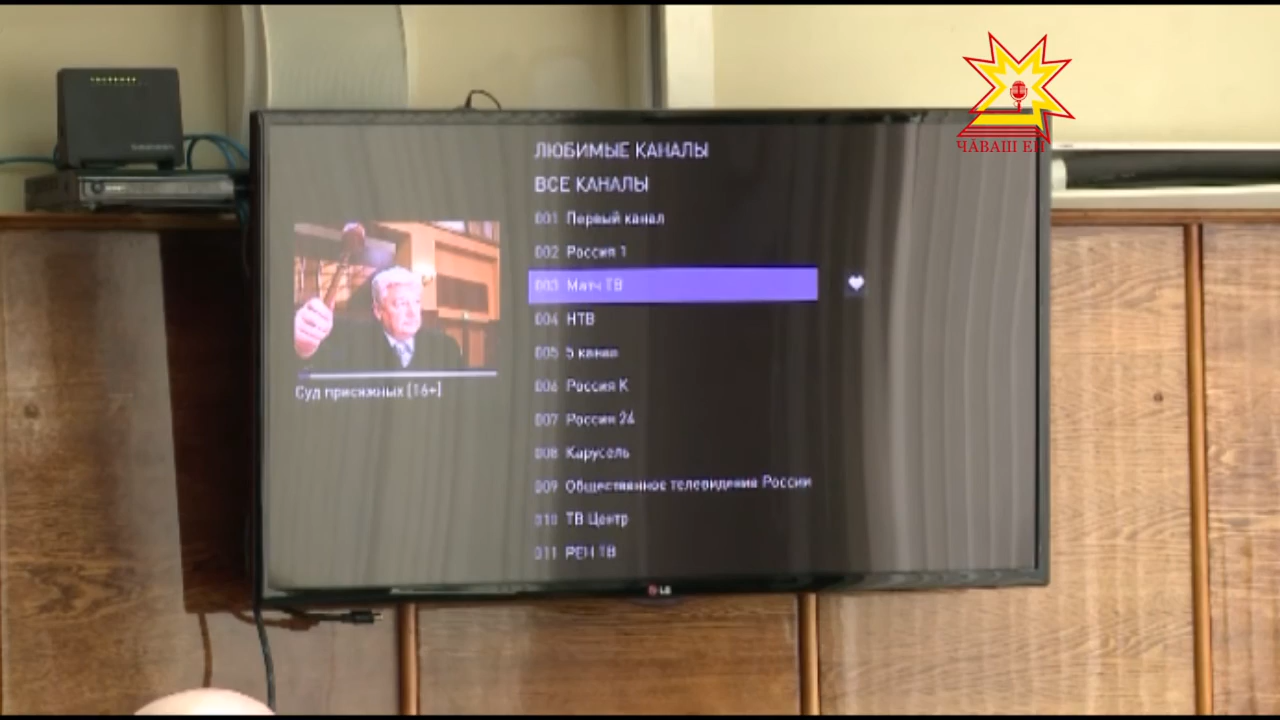 ЧӐВАШ ЕН
ЛЮБИМЫЕ КАНАЛЫ
ВСЕ КАНАЛЫ
001 Первый канал
002 Россия 1
003 Матч ТВ
004 НТВ
005 5 канал
006 Россия К
007 Россия 24
008 Карусель
009 Общественное телевидение России
010 ТВ Центр
011 РЕН ТВ
Суд присяжных [16+]
LG